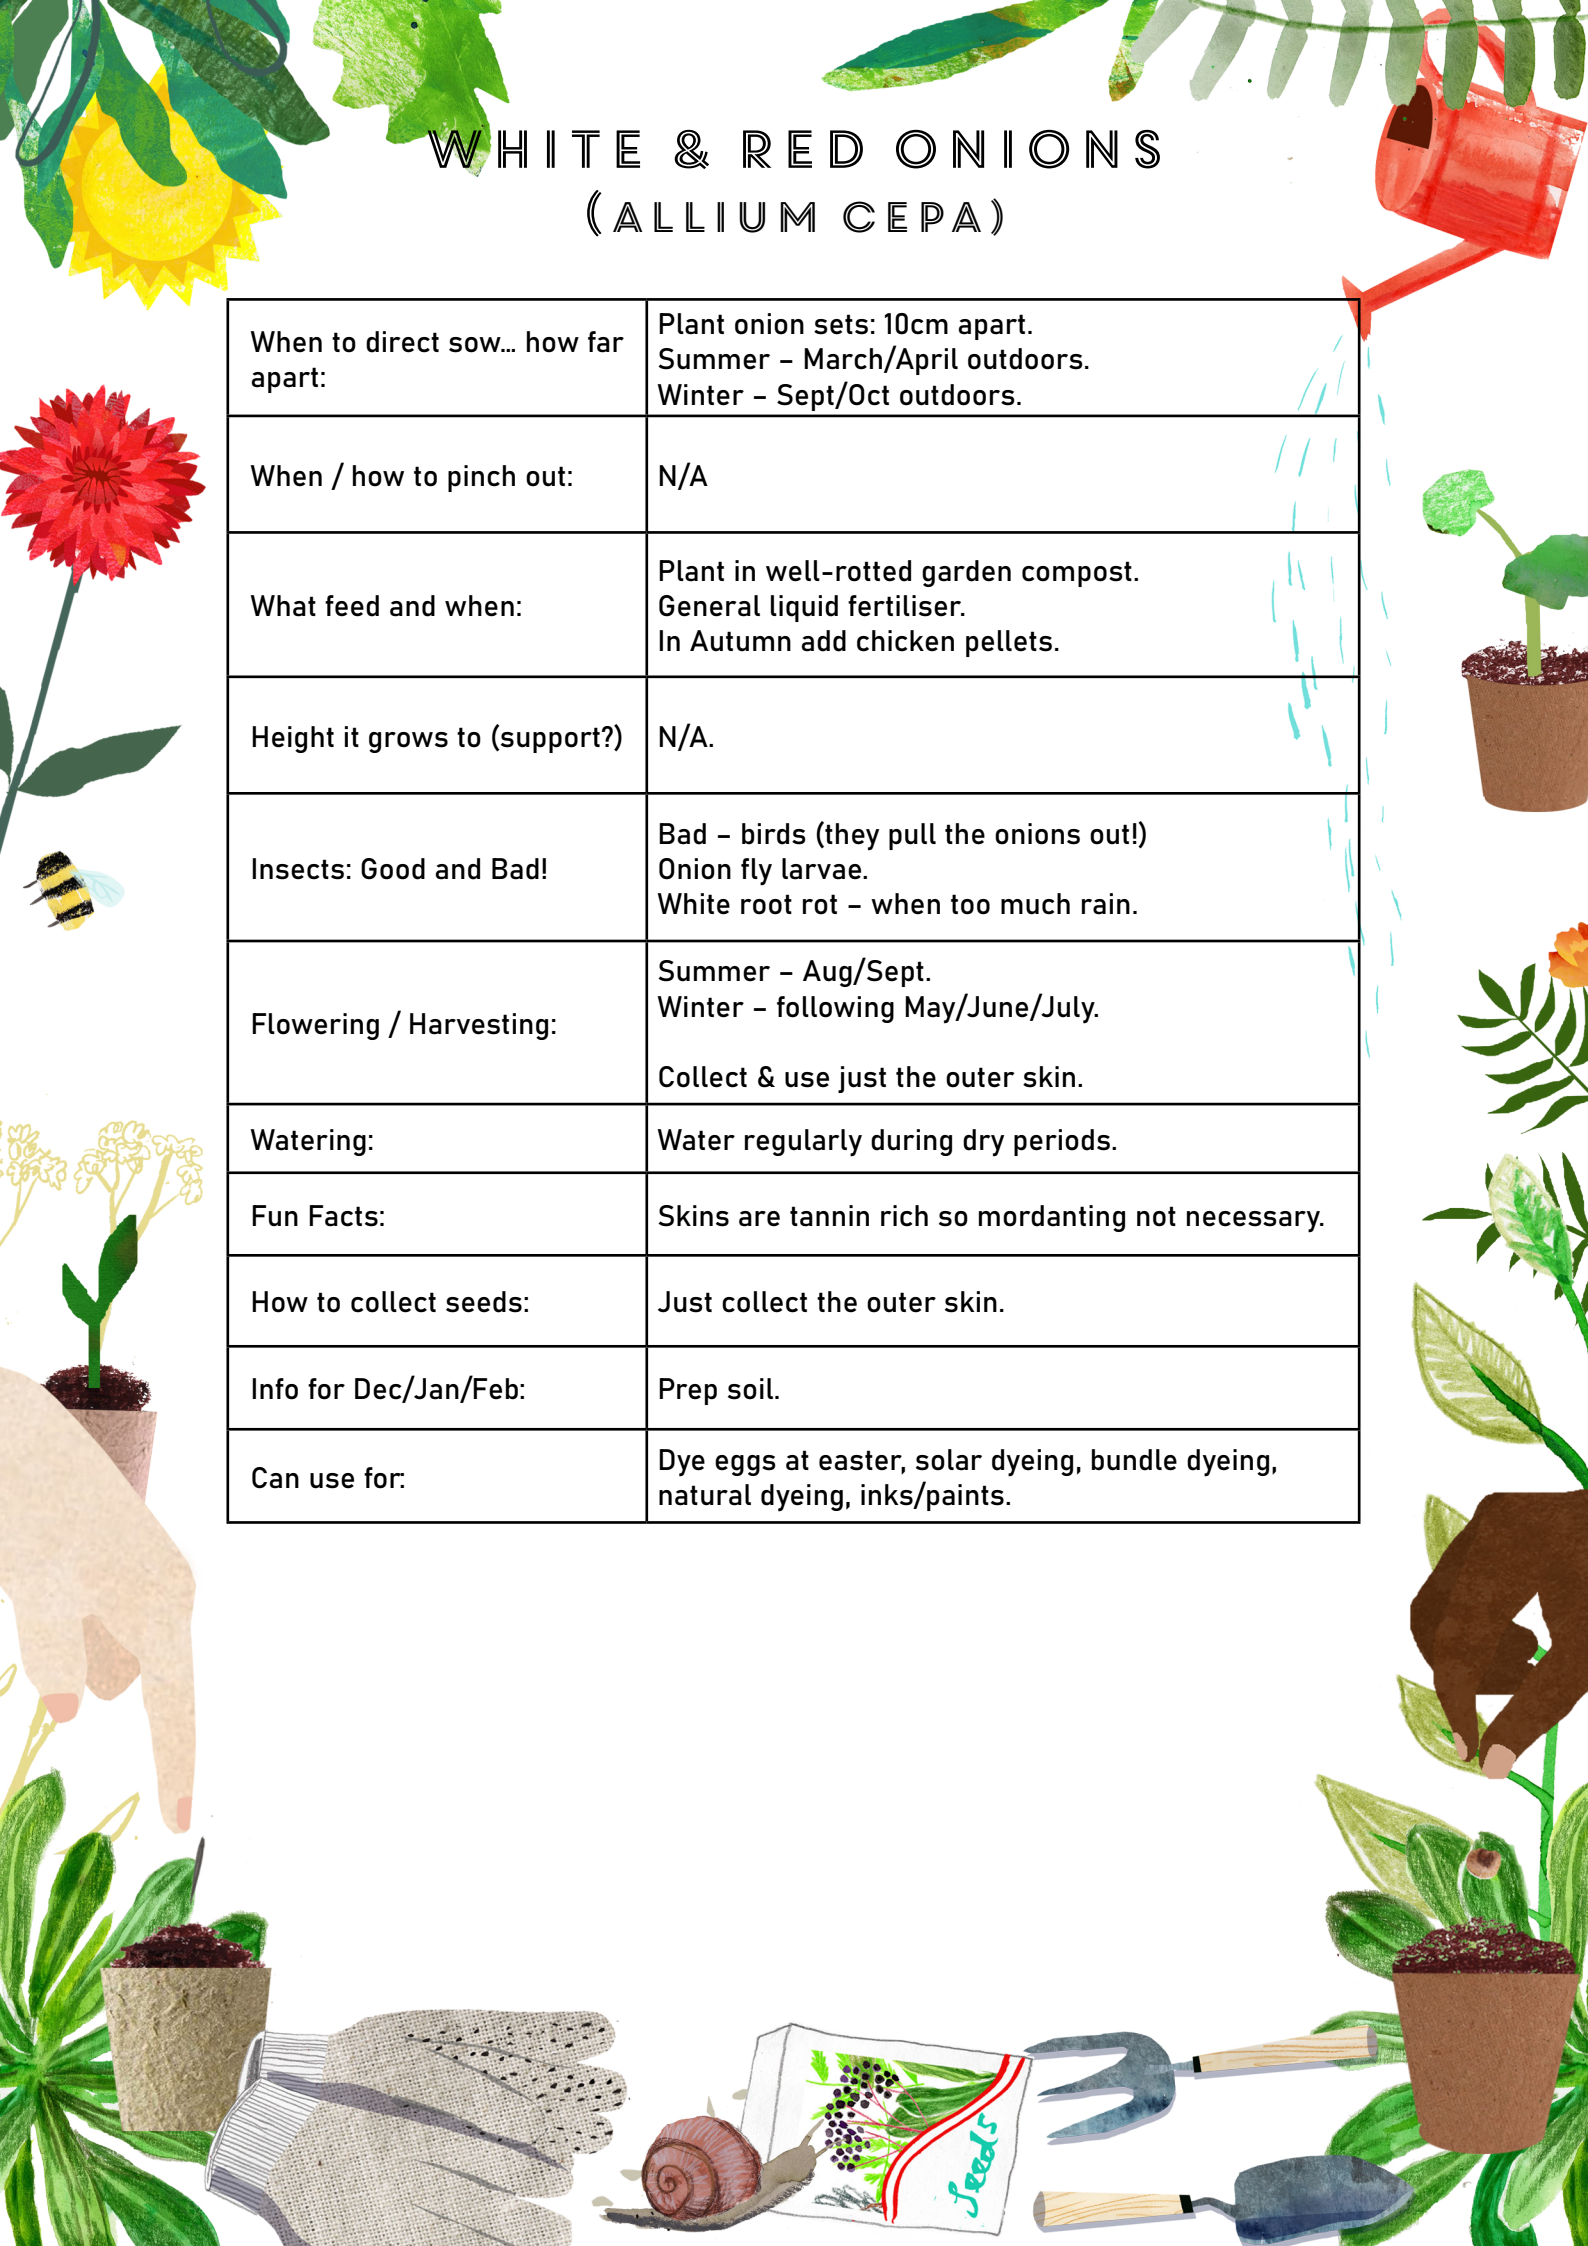 WHITE & RED ONIONS
(ALLIUM CEPA)
When to direct sow... how far
apart:
Plant onion sets: 10cm apart.
Summer – March/April outdoors.
Winter – Sept/Oct outdoors.
When / how to pinch out:
N/A
What feed and when:
Plant in well-rotted garden compost.
General liquid fertiliser.
In Autumn add chicken pellets.
Height it grows to (support?)
N/A.
Insects: Good and Bad!
Bad – birds (they pull the onions out!)
Onion fly larvae.
White root rot – when too much rain.
Flowering / Harvesting:
Summer – Aug/Sept.
Winter – following May/June/July.
Collect & use just the outer skin.
Watering:
Water regularly during dry periods.
Fun Facts:
Skins are tannin rich so mordanting not necessary.
How to collect seeds:
Just collect the outer skin.
Info for Dec/Jan/Feb:
Prep soil.
Can use for:
Dye eggs at easter, solar dyeing, bundle dyeing,
natural dyeing, inks/paints.
Seeds